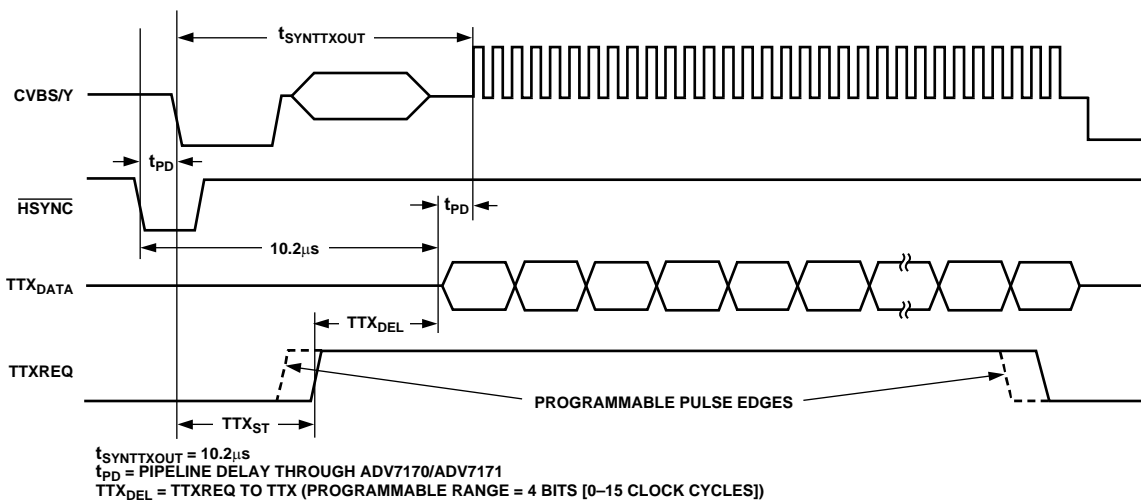 tSYNTTXOUT
CVBS/Y
tPD
HSYNC
tPD
10.2μs
TTXDATA
TTXDEL
TTXREQ
PROGRAMMABLE PULSE EDGES
TTXST
tSYNTTXOUT = 10.2μs
tPD = PIPELINE DELAY THROUGH ADV7170/ADV7171
TTXDEL = TTXREQ TO TTX (PROGRAMMABLE RANGE = 4 BITS [0–15 CLOCK CYCLES])